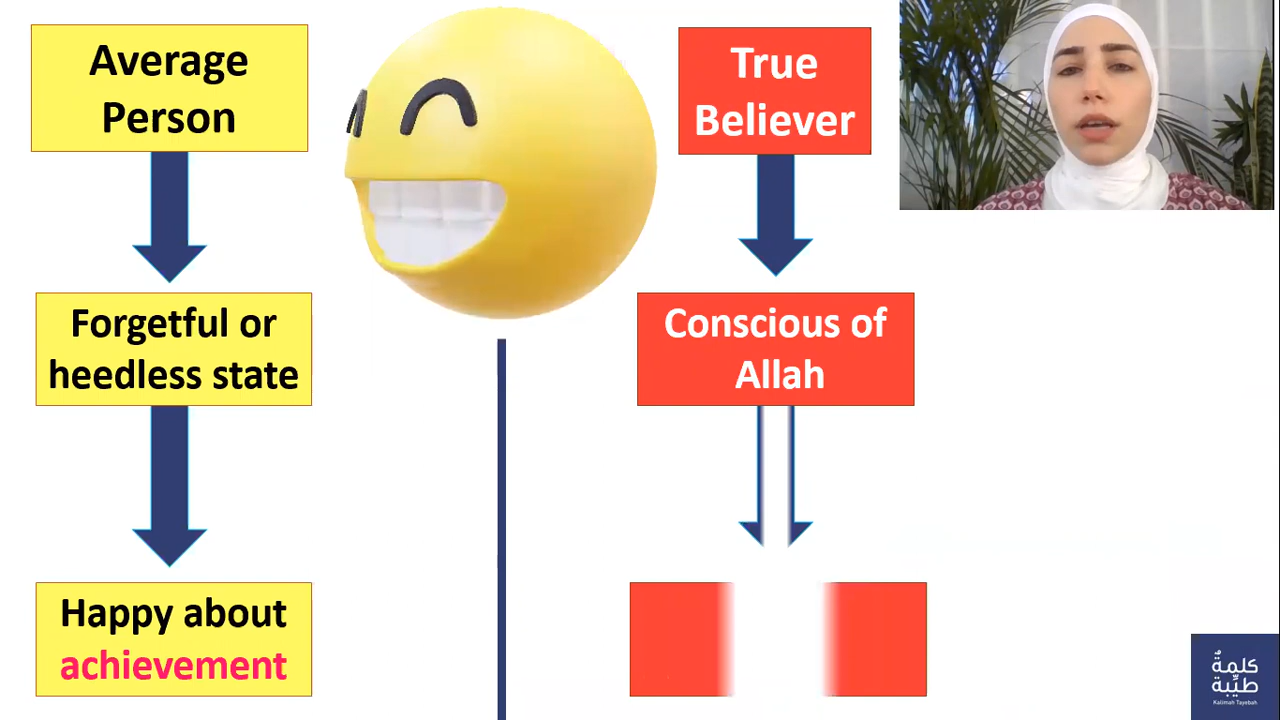 Average
Person
Forgetful or
heedless state
Happy about
achievement
True
Believer
Conscious of
Allah
كلمةٌ
طيِّبة
Kalimah Tayebah